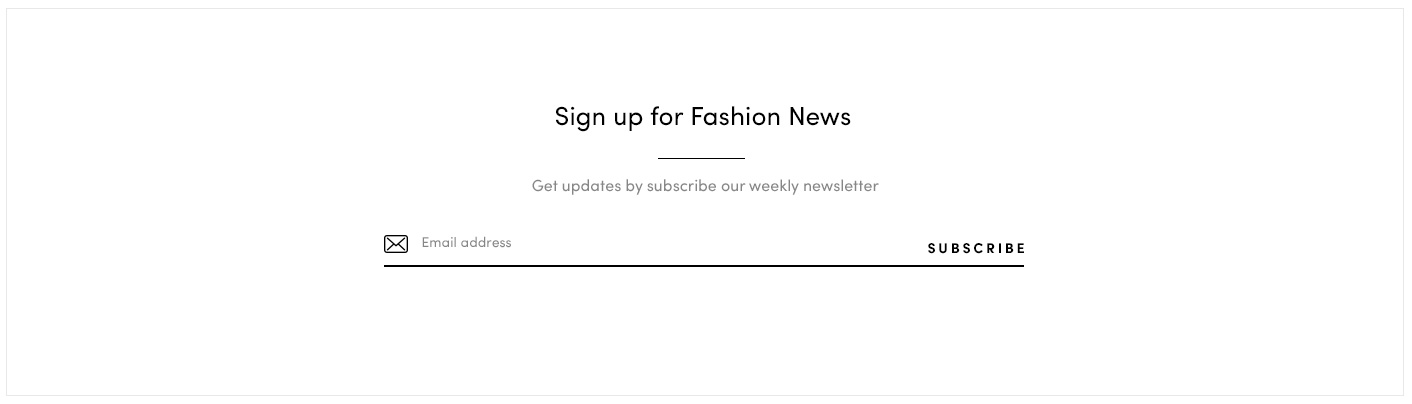 Sign up for Fashion News
Get updates by subscribe our weekly newsletter
Email address
SUBSCRIBE